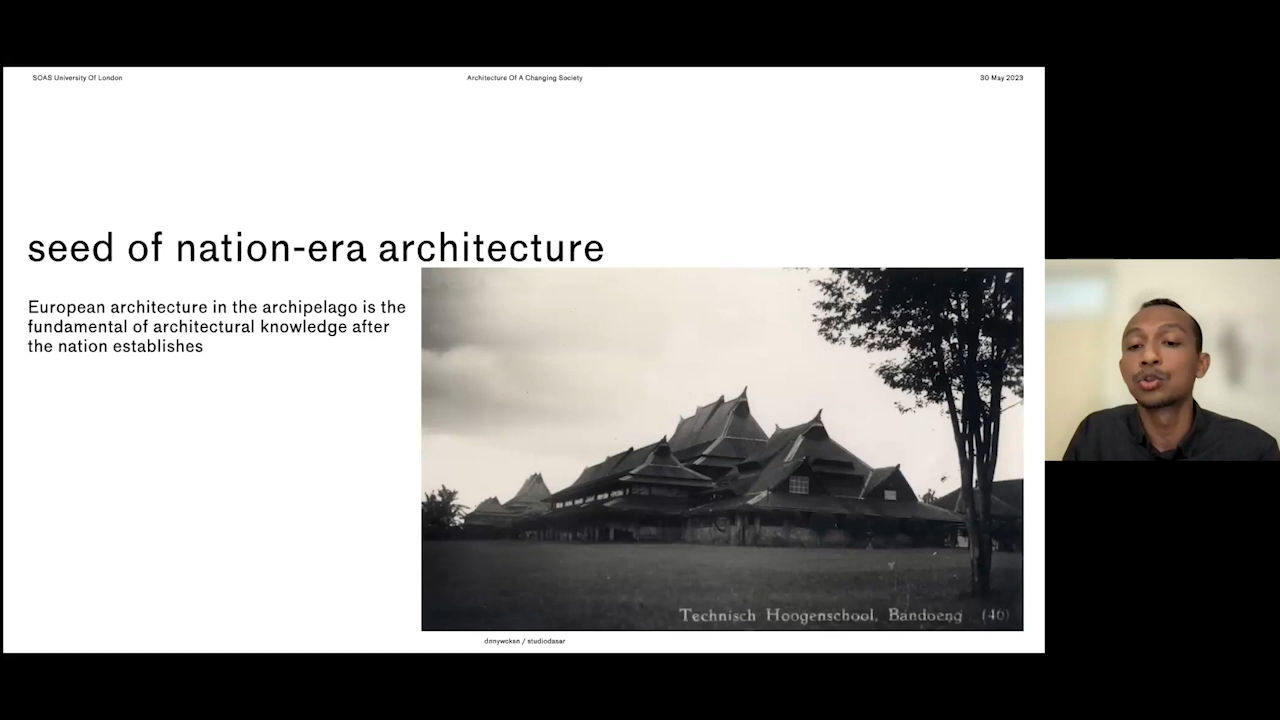 SOAS University Of London
Architecture Of A Changing Society
30 May 2023
seed of nation-era architecture
European architecture in the archipelago is the
fundamental of architectural knowledge after
the nation establishes
Technisch Hoogenschool, Bandoeng (46)
dnnywcksn / studiodasar